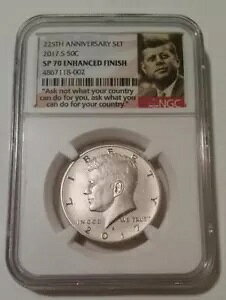 225TH ANNIVERSARY SET
2017 S 50C
SP 70 ENHANCED FINISH
4867118-002
"Ask not what your country
can do for you, ask what you
can do for your country."
NGC
LIBERTY
IN GOD WE TRUST
S
2017